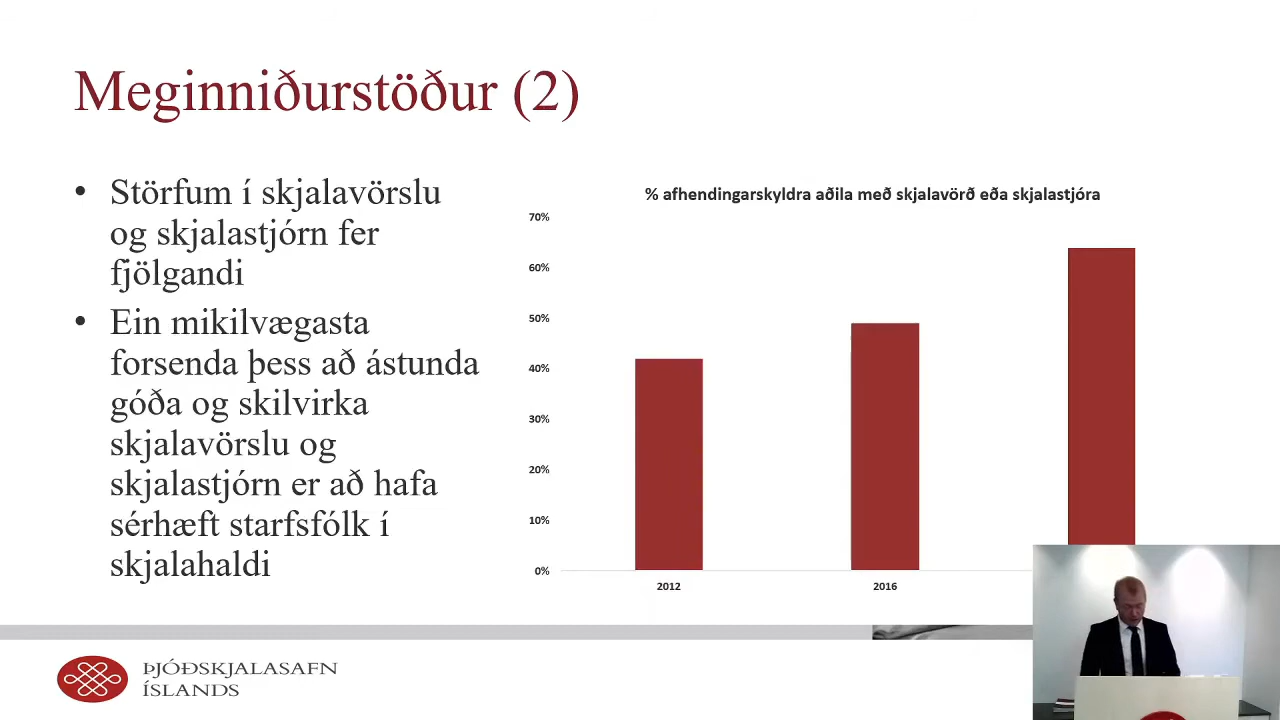 Meginniðurstöður (2)
• Störfum í skjalavörslu
og skjalastjórn fer
fjölgandi
• Ein mikilvægasta
forsenda þess að ástunda
góða og skilvirka
skjalavörslu og
skjalastjórn er að hafa
sérhæft starfsfólk í
skjalahaldi
% afhendingarskyldra aðila með skjalavörð eða skjalastjóra
70%
60%
50%
40%
30%
20%
10%
0%
2012
2016
ÞJÓÐSKJALASAFN
ÍSLANDS